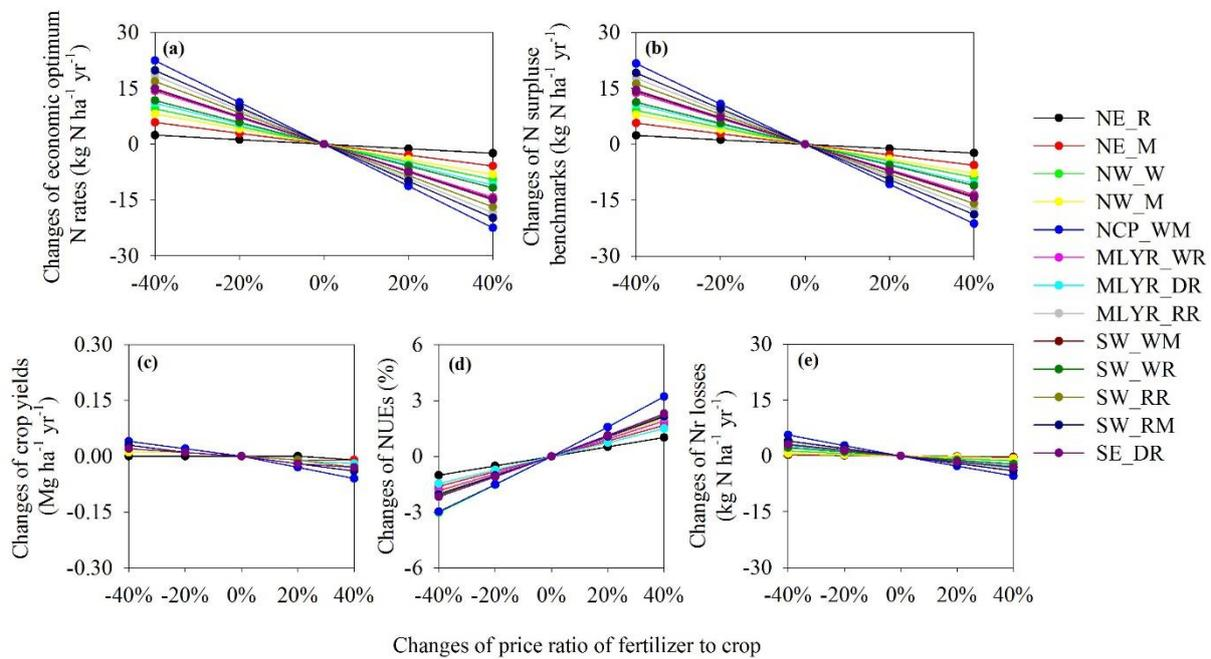 Changes of economic optimum
N rates (kg N ha⁻¹ yr⁻¹)
30
15
0
-15
-30
(a)
-40% -20% 0% 20% 40%
Changes of N surpluse
benchmarks (kg N ha⁻¹ yr⁻¹)
30
15
0
-15
-30
(b)
-40% -20% 0% 20% 40%
NE_R
NE_M
NW_W
NW_M
NCP_WM
MLYR_WR
MLYR_DR
MLYR_RR
SW_WM
SW_WR
SW_RR
SW_RM
SE_DR
Changes of crop yields
(Mg ha⁻¹ yr⁻¹)
0.30
0.15
0.00
-0.15
-0.30
(c)
-40% -20% 0% 20% 40%
Changes of NUEs (%)
6
3
0
-3
-6
(d)
-40% -20% 0% 20% 40%
Changes of Nr losses
(kg N ha⁻¹ yr⁻¹)
30
15
0
-15
-30
(e)
-40% -20% 0% 20% 40%
Changes of price ratio of fertilizer to crop